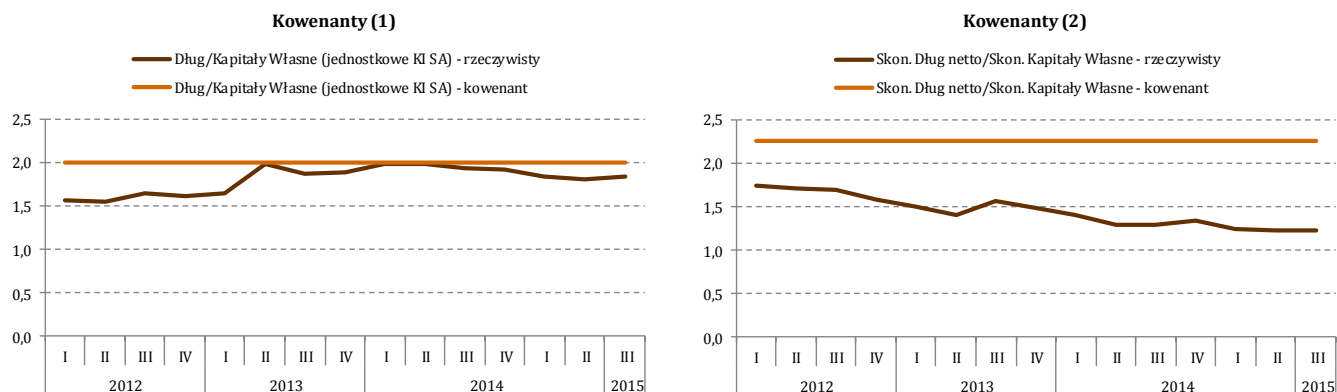 Kowenanty (1)
Dług/Kapitały Własne (jednostkowe KI SA) - rzeczywisty
Dług/Kapitały Własne (jednostkowe KI SA) - kowenant
2,5
2,0
1,5
1,0
0,5
0,0
I II III IV I II III IV I II III IV I II III
2012 2013 2014 2015
Kowenanty (2)
Skon. Dług netto/Skon. Kapitały Własne - rzeczywisty
Skon. Dług netto/Skon. Kapitały Własne - kowenant
2,5
2,0
1,5
1,0
0,5
0,0
I II III IV I II III IV I II III IV I II III
2012 2013 2014 2015